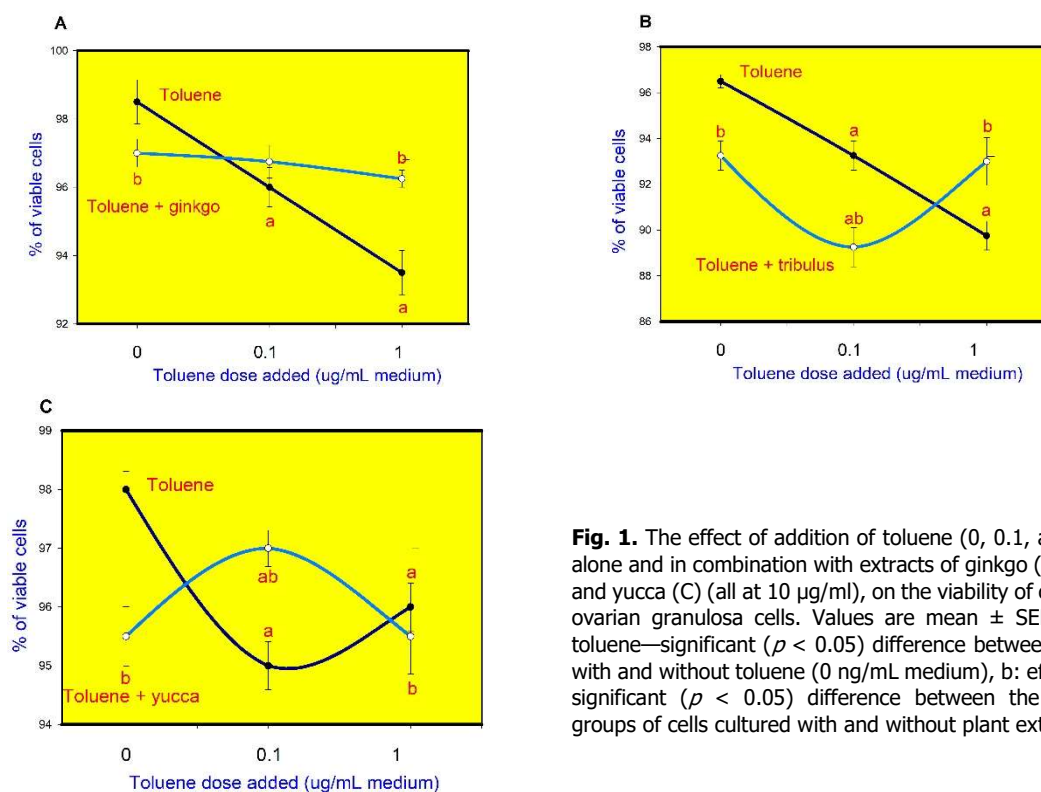 A
100
98
96
94
92
% of viable cells
Toluene
b
Toluene + ginkgo
a
b
a
0 0.1 1
Toluene dose added (ug/mL medium)
B
98
96
94
92
90
88
86
% of viable cells
Toluene
b
a
b
ab
a
Toluene + tribulus
0 0.1 1
Toluene dose added (ug/mL medium)
C
99
98
97
96
95
94
% of viable cells
Toluene
ab
a
a
b
b
Toluene + yucca
0 0.1 1
Toluene dose added (ug/mL medium)
Fig. 1. The effect of addition of toluene (0, 0.1,
alone and in combination with extracts of ginkgo
and yucca (C) (all at 10 µg/ml), on the viability of
ovarian granulosa cells. Values are mean ±
toluene—significant (p < 0.05) difference between
with and without toluene (0 ng/mL medium), b:
significant (p < 0.05) difference between the
groups of cells cultured with and without plant